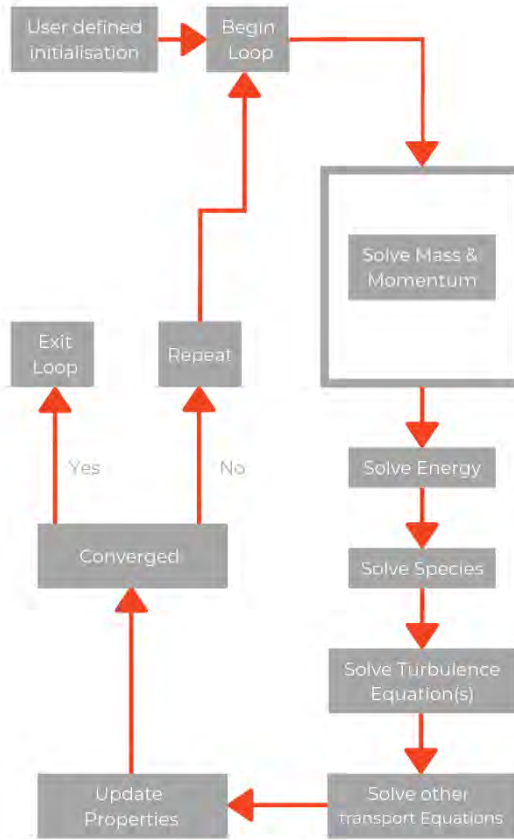 User defined
initialisation
Begin
Loop
Solve Mass &
Momentum
Exit
Loop
Repeat
Yes
No
Solve Energy
Converged
Solve Species
Solve Turbulence
Equation(s)
Update
Properties
Solve other
transport Equations